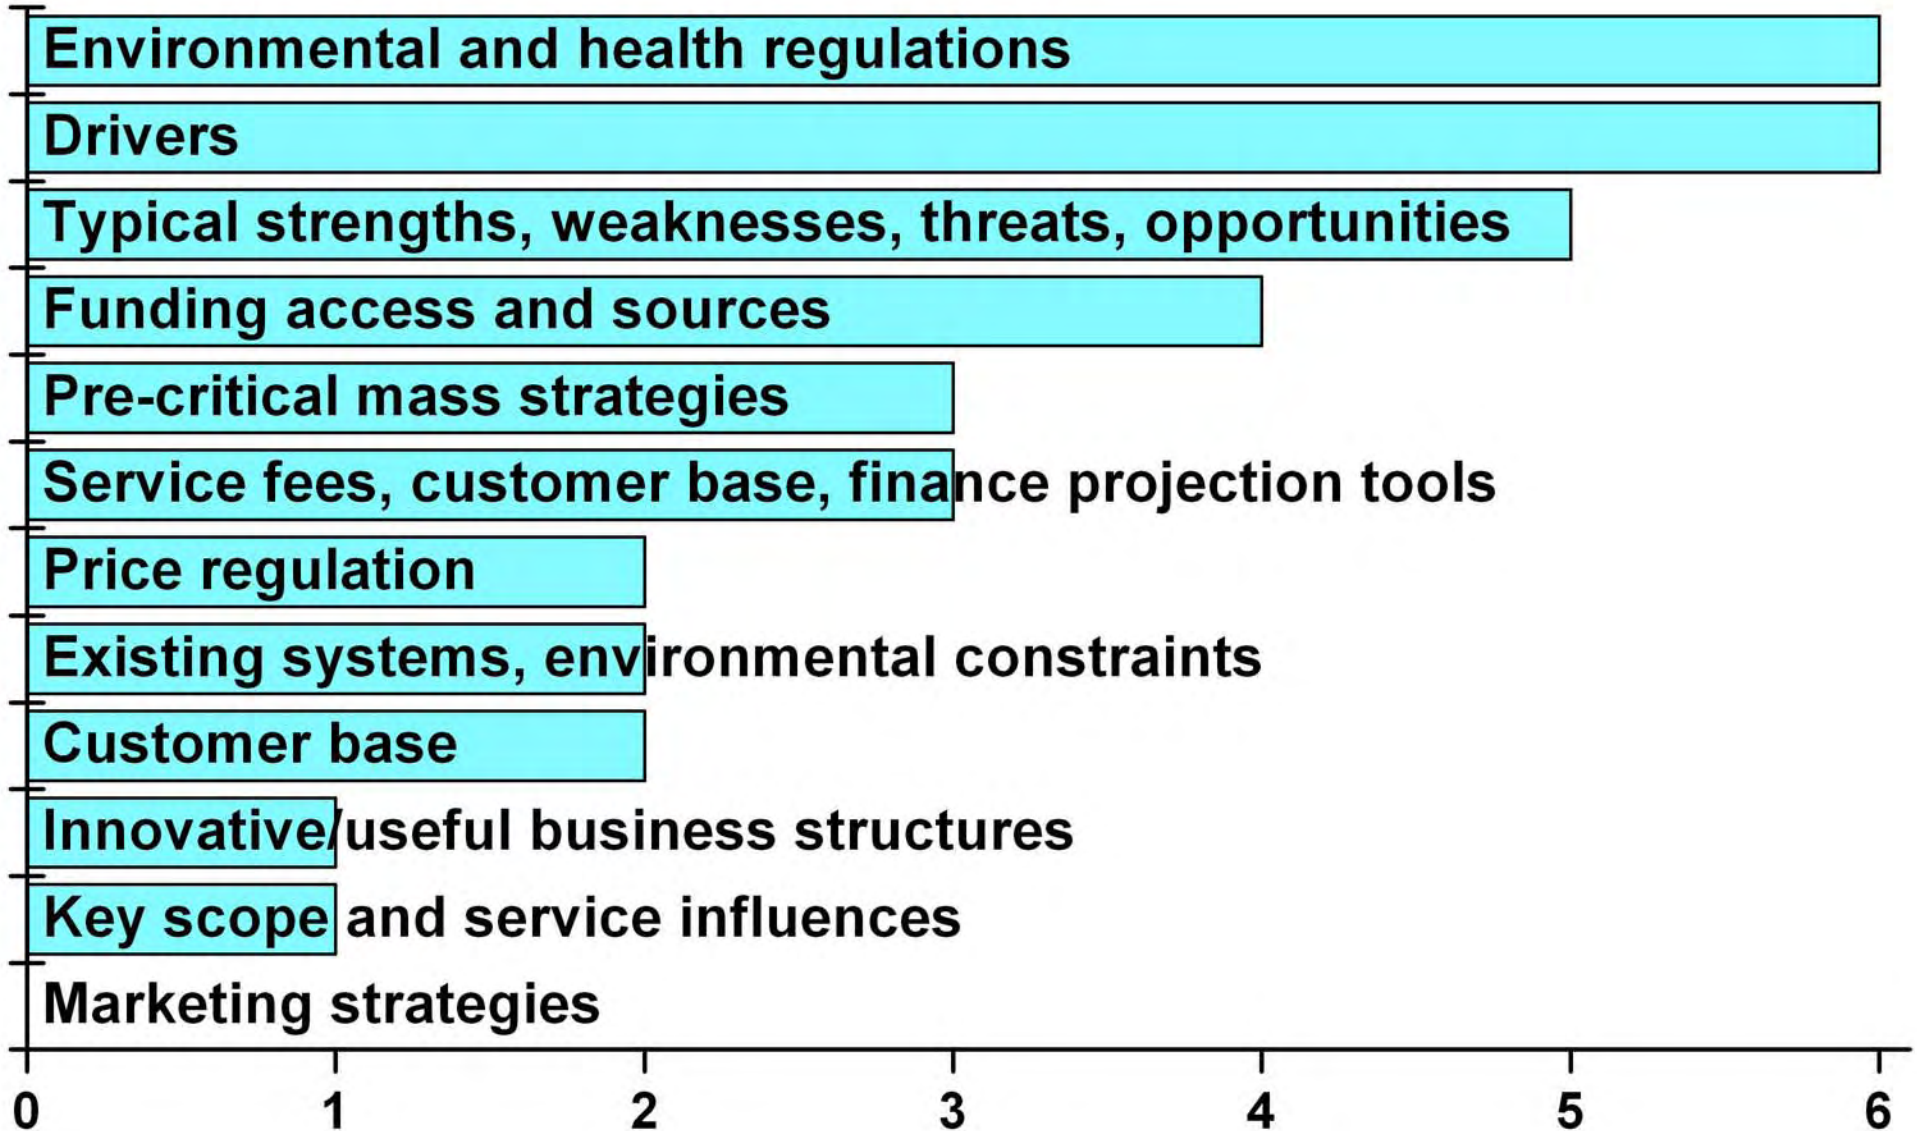 Environmental and health regulations
Drivers
Typical strengths, weaknesses, threats, opportunities
Funding access and sources
Pre-critical mass strategies
Service fees, customer base, finance projection tools
Price regulation
Existing systems, environmental constraints
Customer base
Innovative/useful business structures
Key scope and service influences
Marketing strategies
0 1 2 3 4 5 6